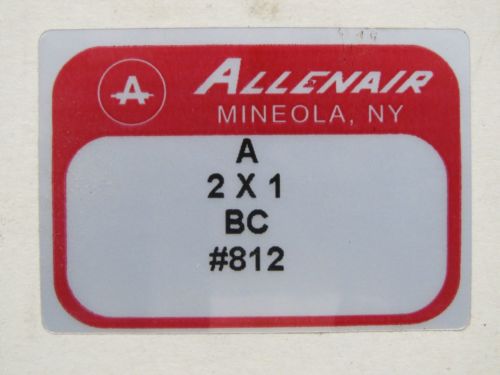 A ALLENAIR
MINEOLA, NY
A
2 X 1
BC
#812